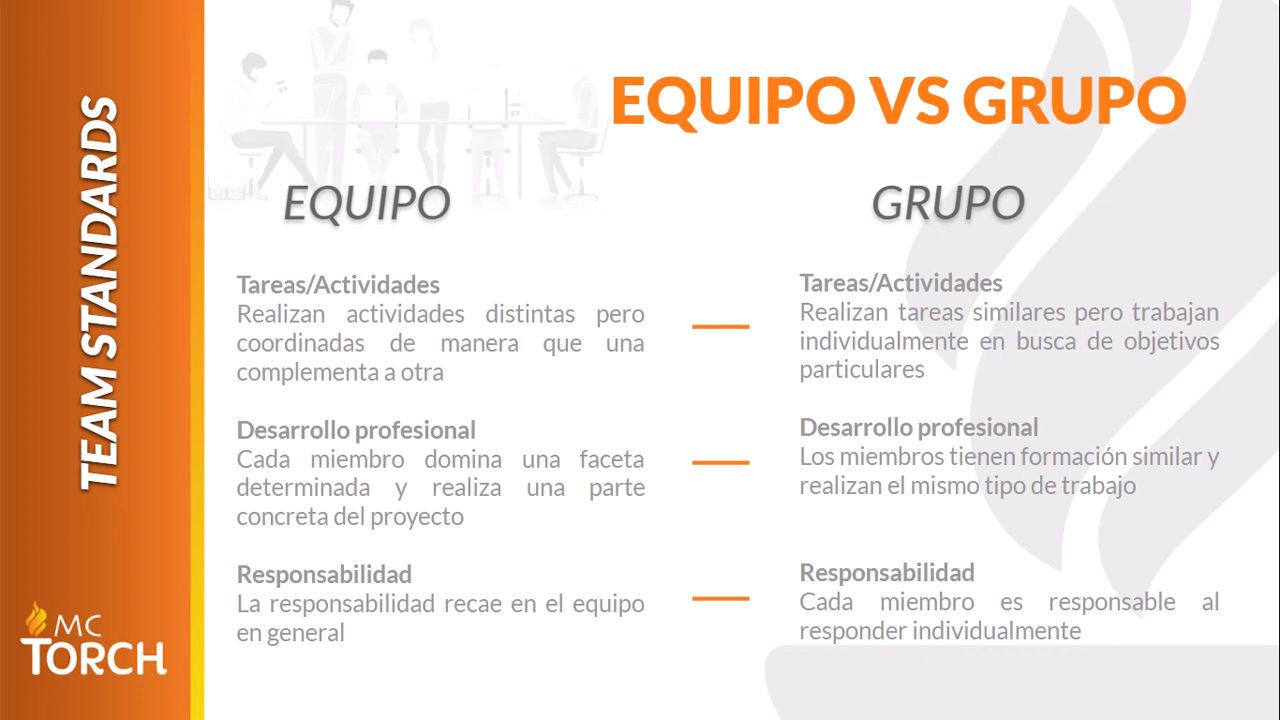 TEAM STANDARDS
MC
TORCH
EQUIPO VS GRUPO
EQUIPO
Tareas/Actividades
Realizan actividades distintas pero
coordinadas de manera que una
complementa a otra
Desarrollo profesional
Cada miembro domina una faceta
determinada y realiza una parte
concreta del proyecto
Responsabilidad
La responsabilidad recae en el equipo
en general
GRUPO
Tareas/Actividades
Realizan tareas similares pero trabajan
individualmente en busca de objetivos
particulares
Desarrollo profesional
Los miembros tienen formación similar y
realizan el mismo tipo de trabajo
Responsabilidad
Cada miembro es responsable al
responder individualmente